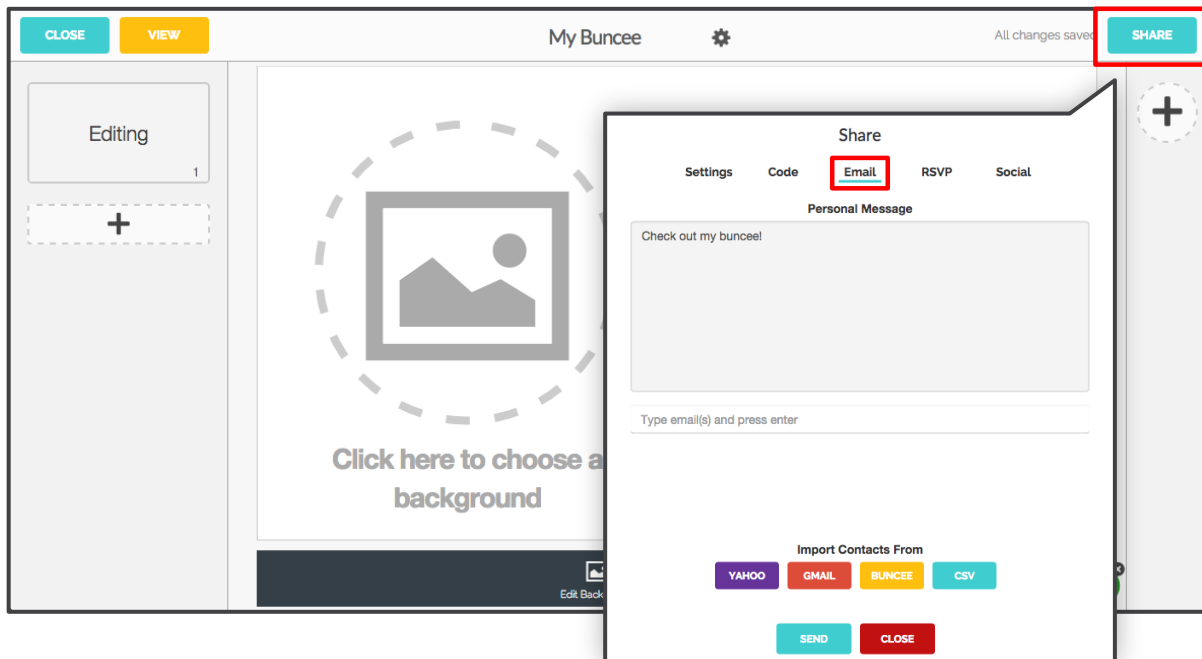 CLOSE
VIEW
My Buncee
All changes saved
SHARE
Editing
1
Click here to choose a
background
Edit Back
Share
Settings
Code
Email
RSVP
Social
Personal Message
Check out my buncee!
Type email(s) and press enter
Import Contacts From
YAHOO
GMAIL
BUNCEE
CSV
SEND
CLOSE